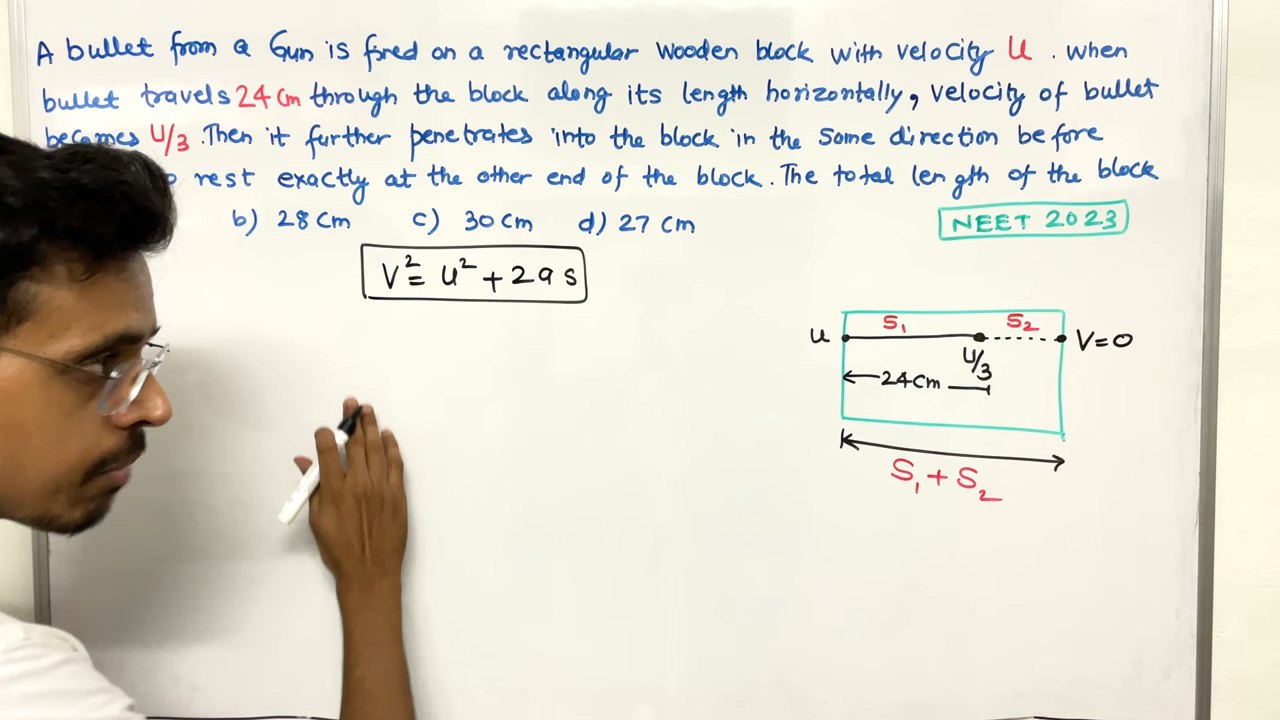 A bullet from a Gun is fired on a rectangular wooden block with velocity U . When
bullet travels 24 Cm through the block along its length horizontally, velocity of bullet
becomes U/3 . Then it further penetrates into the block in the same direction before
rest exactly at the other end of the block. The total length of the block
b) 28 Cm c) 30 Cm d) 27 Cm
NEET 2023
V² = u² + 2as
S₁ S₂
u U/3 V=0
24Cm
S₁ + S₂